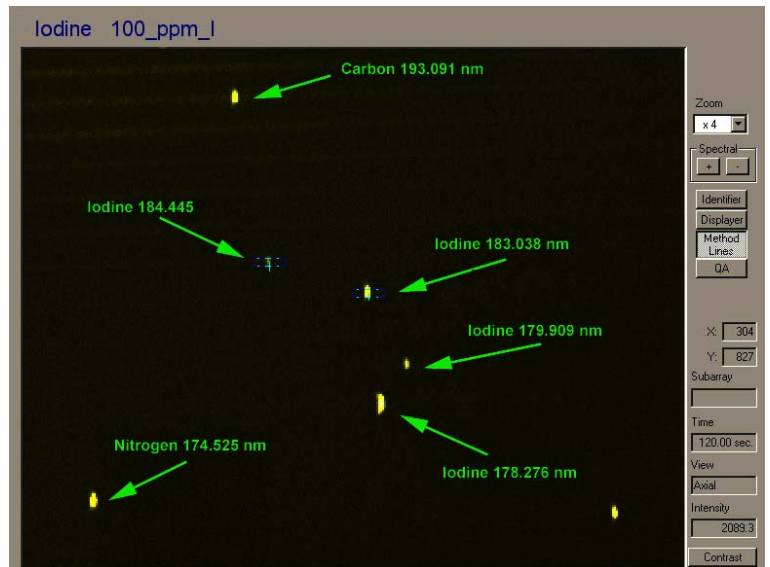 Iodine 100_ppm_I
Carbon 193.091 nm
Iodine 184.445
Iodine 183.038 nm
Iodine 179.909 nm
Nitrogen 174.525 nm
Iodine 178.276 nm
Zoom
x 4
Spectral
+ -
Identifier
Displayer
Method
Lines
QA
X: 304
Y: 827
Subarray
Time
120.00 sec.
View
Axial
Intensity
2089.3
Contrast